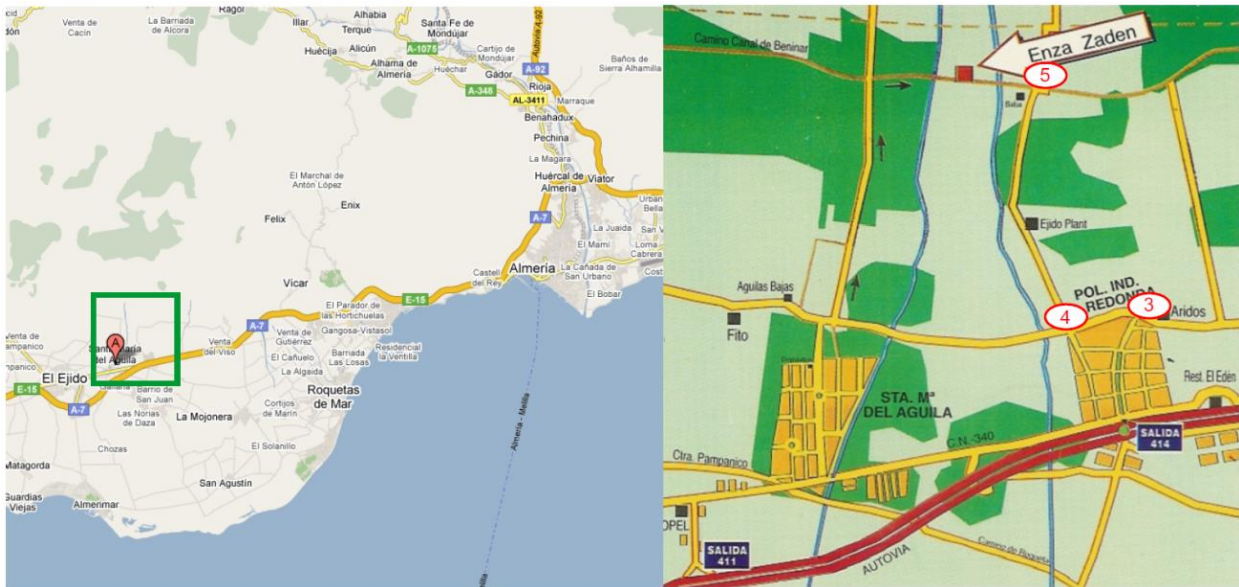 Venta de
Cacín
La Barnada
de Alcora
Ragol
Illar
Alhabia
Terque
Alicún
Huécija
Alhama de
Almería
Santa Fe de
Mondújar
A-1075
Cartijo de
Mondújar
Huéchar
Gádor
A-348
Autovía A-92
A-92
Rioja
AL-3411
Baños de
Sierra Alhamilla
Marraque
Benahadux
Pechina
La Magara
Huércal de
Almería
Viator
El Marchal de
Antón López
Enix
Felix
A-7
La Juaida
El Mami
Almería
La Cañada de
San Urbano
El Bobar
Castell
del Rey
Vicar
E-15
El Parador de
las Hortichuelas
Gangosa-Vistasol
A-7
Venta de
Gutiérrez
Venta
del Viso
El Cañuelo
La Algaida
Barriada
Las Losas
Residencial
la Ventilla
A
El Ejido
E-15
A-7
Barrio de
San Juan
Las Norias
de Daza
La Mojonera
Cortijos
de Marín
Roquetas
de Mar
El Solanillo
Chozas
San Agustín
Matagorda
Guardias
Viejas
Almerimar
Almería - Melilla
Camino Canal de Beninar
Enza Zaden
5
Balsa
Ejido Plant
Aguilas Bajas
Fito
POL. IND.
REDONDA
4
3
Aridos
STA. Mª
DEL AGUILA
Rest. El Edén
C.N.-340
SALIDA
414
Ctra. Pampanico
OPEL
SALIDA
411
AUTOVIA